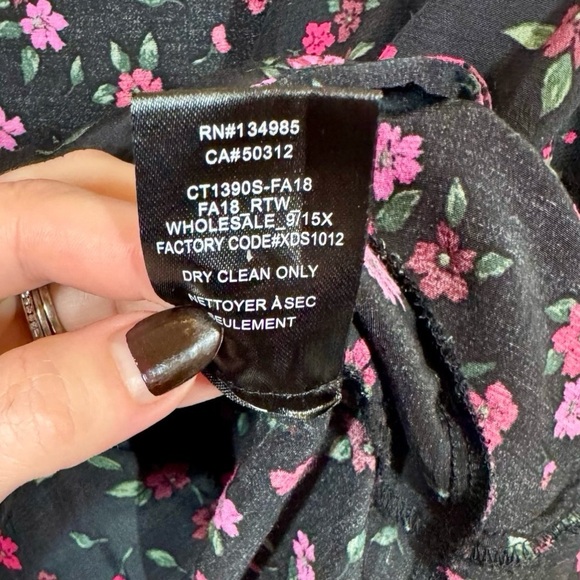 RN#134985
CA#50312
CT1390S-FA18
FA18_RTW
WHOLESALE_9/15X
FACTORY CODE#XDS1012
DRY CLEAN ONLY
NETTOYER À SEC
SEULEMENT